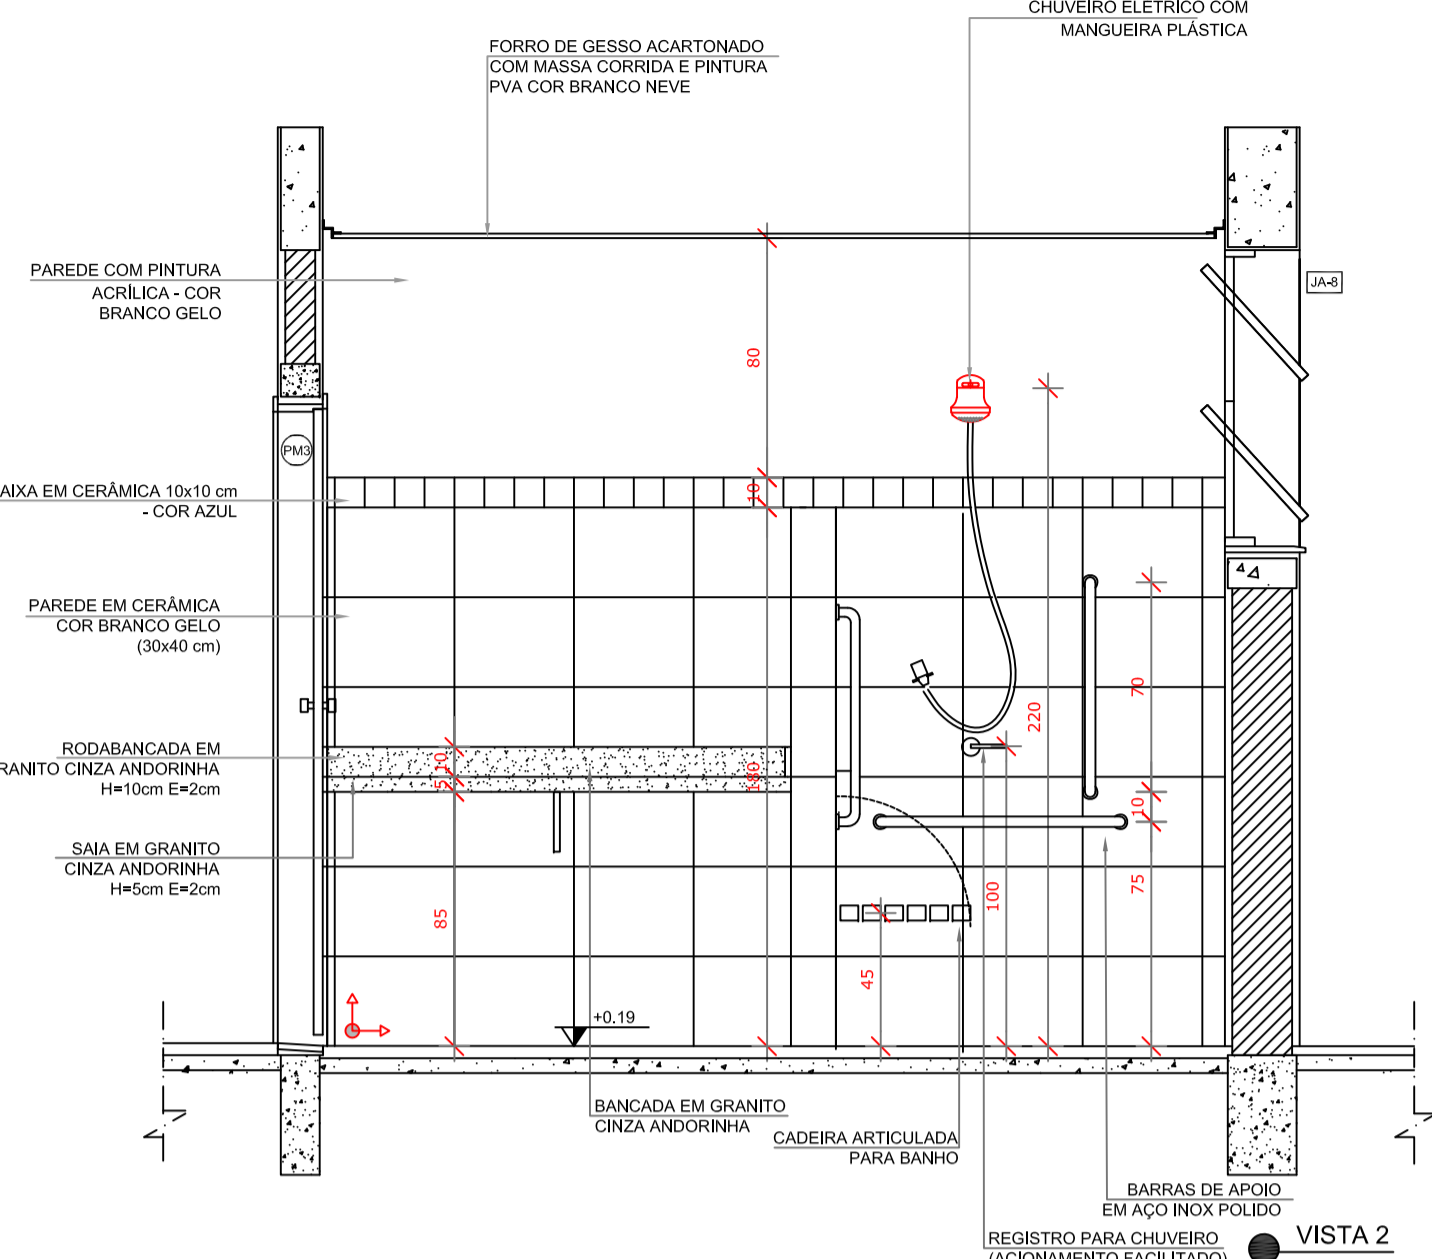 CHUVEIRO ELÉTRICO COM
MANGUEIRA PLÁSTICA
FORRO DE GESSO ACARTONADO
COM MASSA CORRIDA E PINTURA
PVA COR BRANCO NEVE
PAREDE COM PINTURA
ACRÍLICA - COR
BRANCO GELO
JA-8
80
PM3
AIXA EM CERÂMICA 10x10 cm
- COR AZUL
10
PAREDE EM CERÂMICA
COR BRANCO GELO
(30x40 cm)
70
220
RODABANCADA EM
RANITO CINZA ANDORINHA
H=10cm E=2cm
10
5
180
10
SAIA EM GRANITO
CINZA ANDORINHA
H=5cm E=2cm
85
100
75
45
+0.19
BANCADA EM GRANITO
CINZA ANDORINHA
CADEIRA ARTICULADA
PARA BANHO
BARRAS DE APOIO
EM AÇO INOX POLIDO
REGISTRO PARA CHUVEIRO
(ACIONAMENTO FACILITADO)
VISTA 2